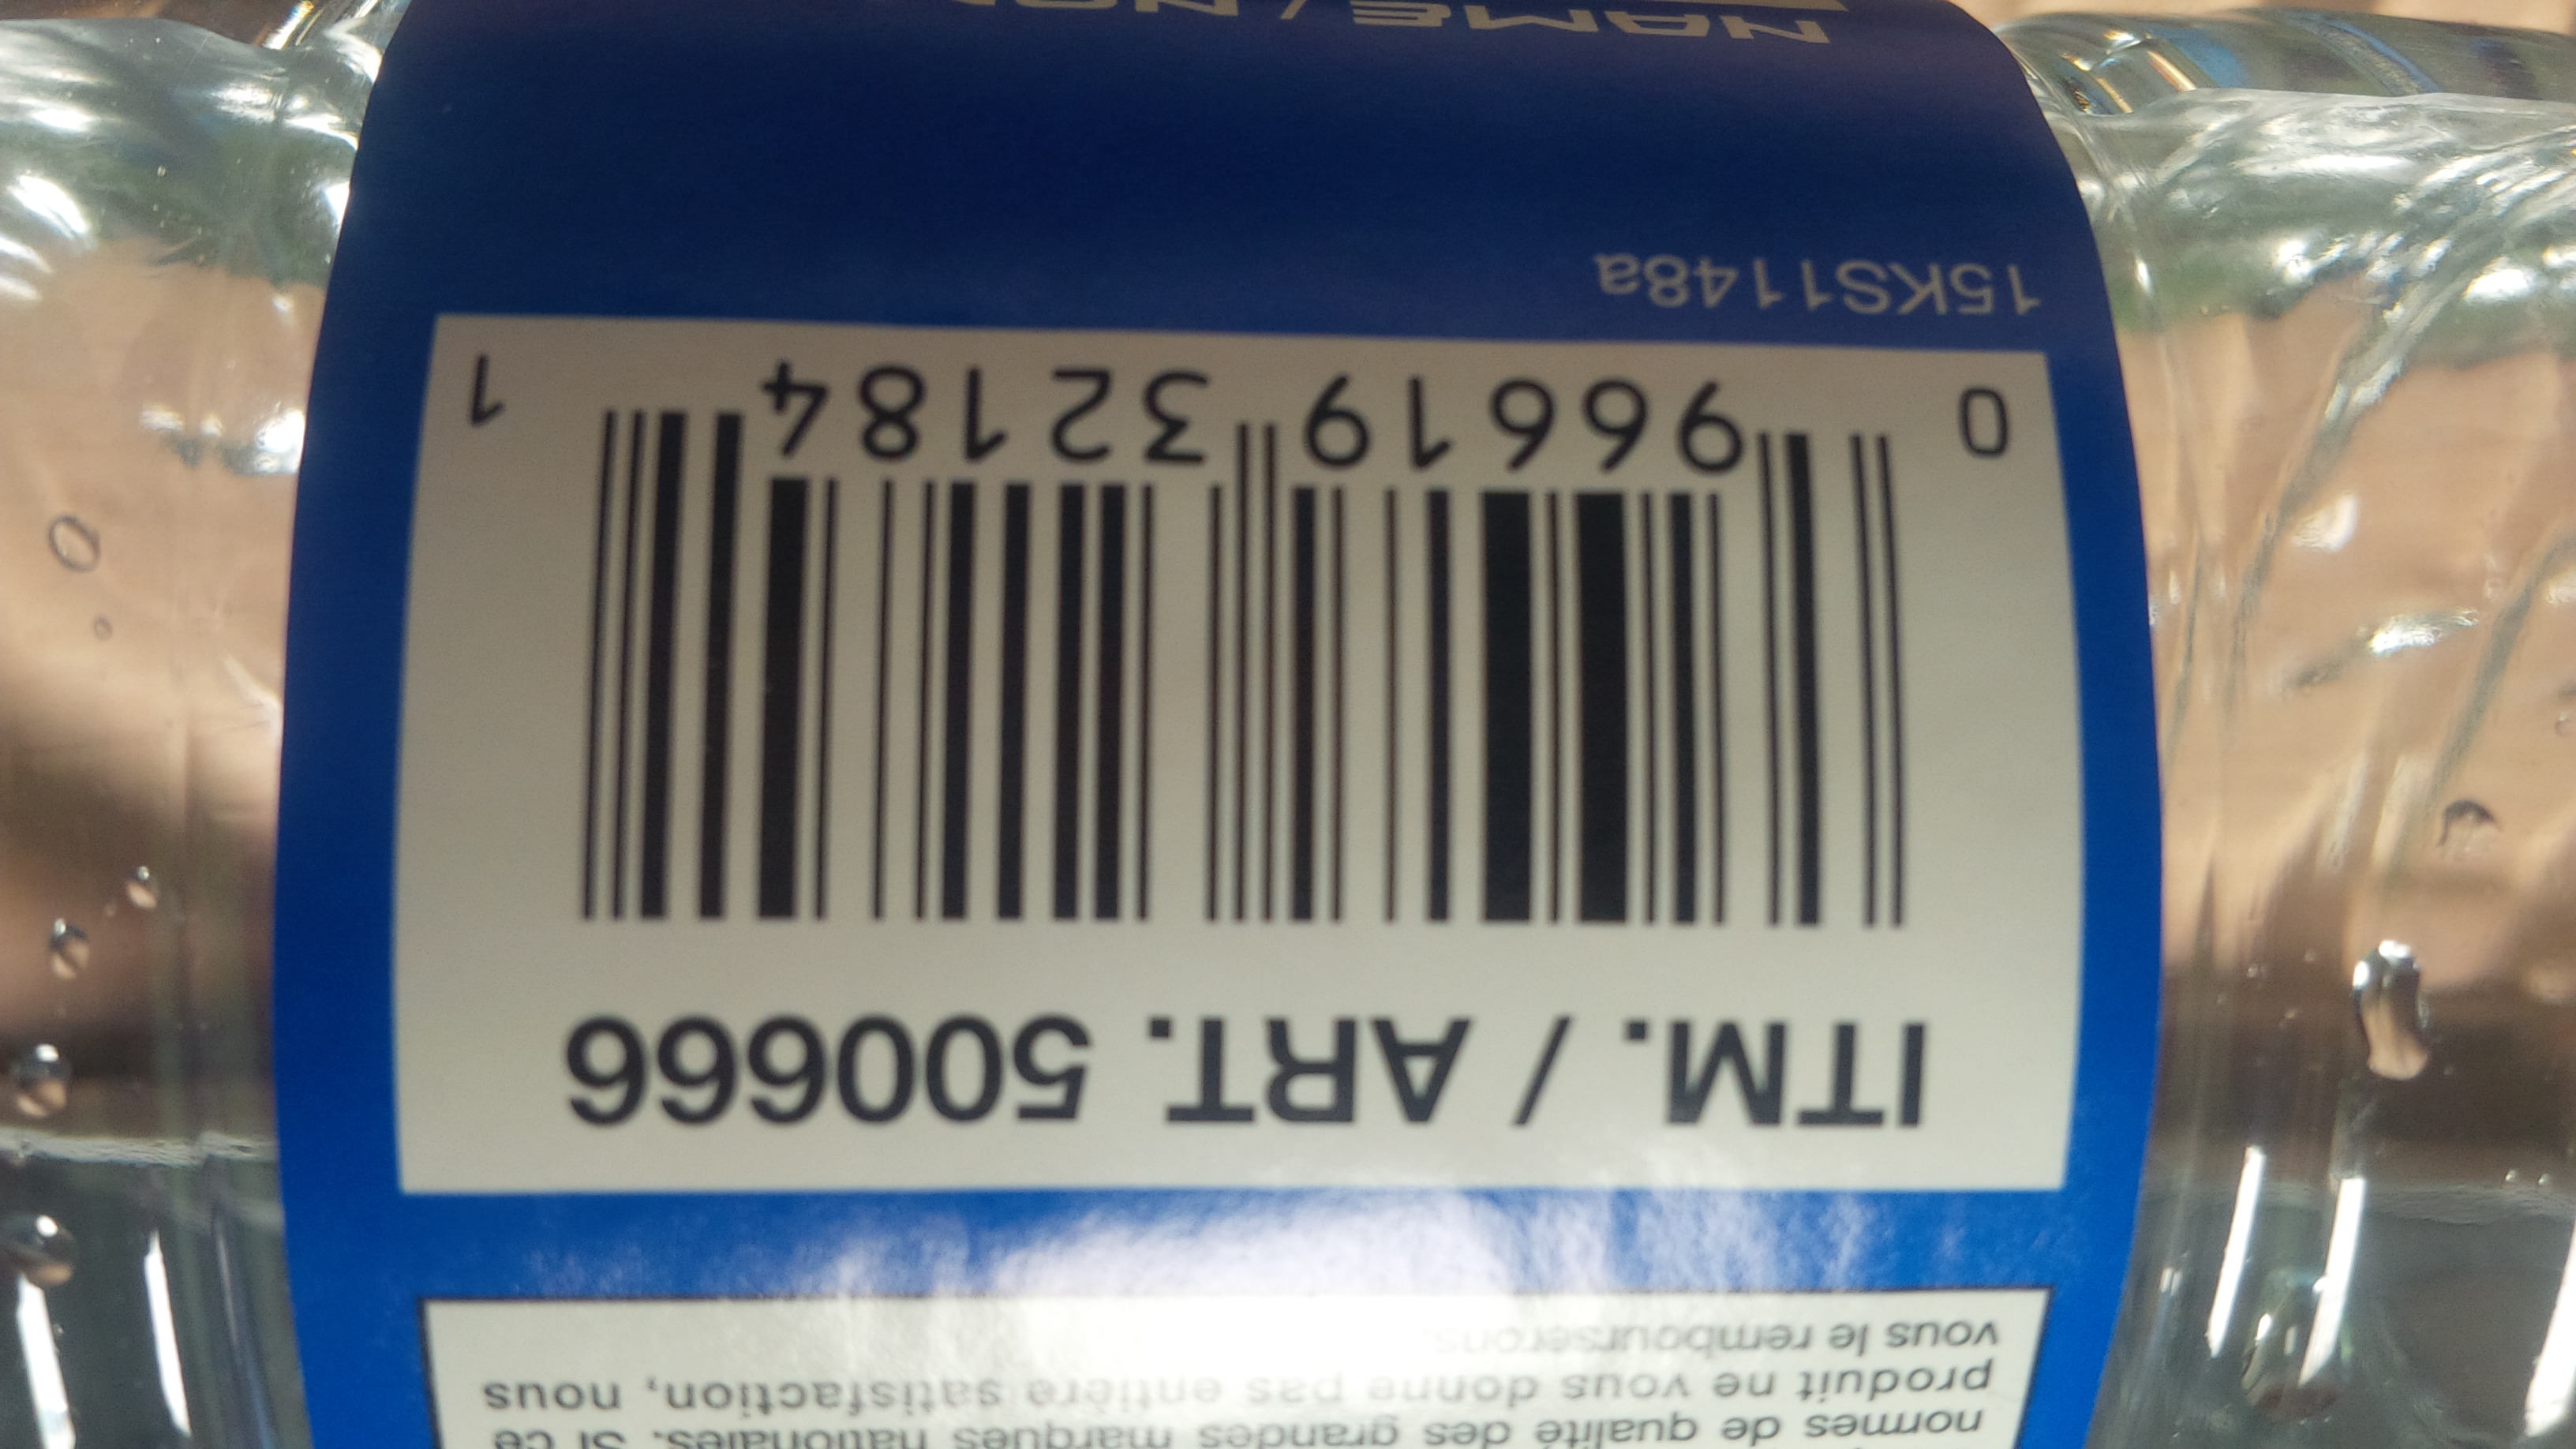 normes de qualité des grandes marques nationales. Si ce
produit ne vous donne pas entière satisfaction, nous
vous le rembourserons.
ITM. / ART. 500666
0 96619 32184 1
15KS1148a
NAME /